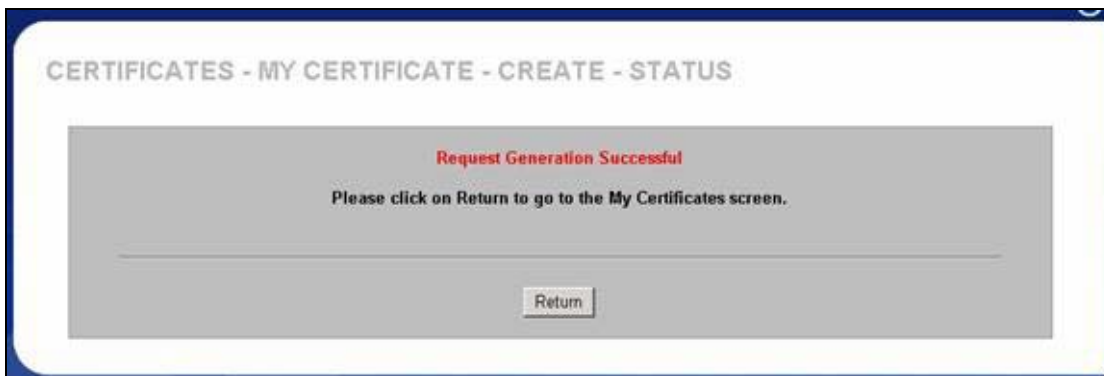 CERTIFICATES - MY CERTIFICATE - CREATE - STATUS
Request Generation Successful
Please click on Return to go to the My Certificates screen.
Return